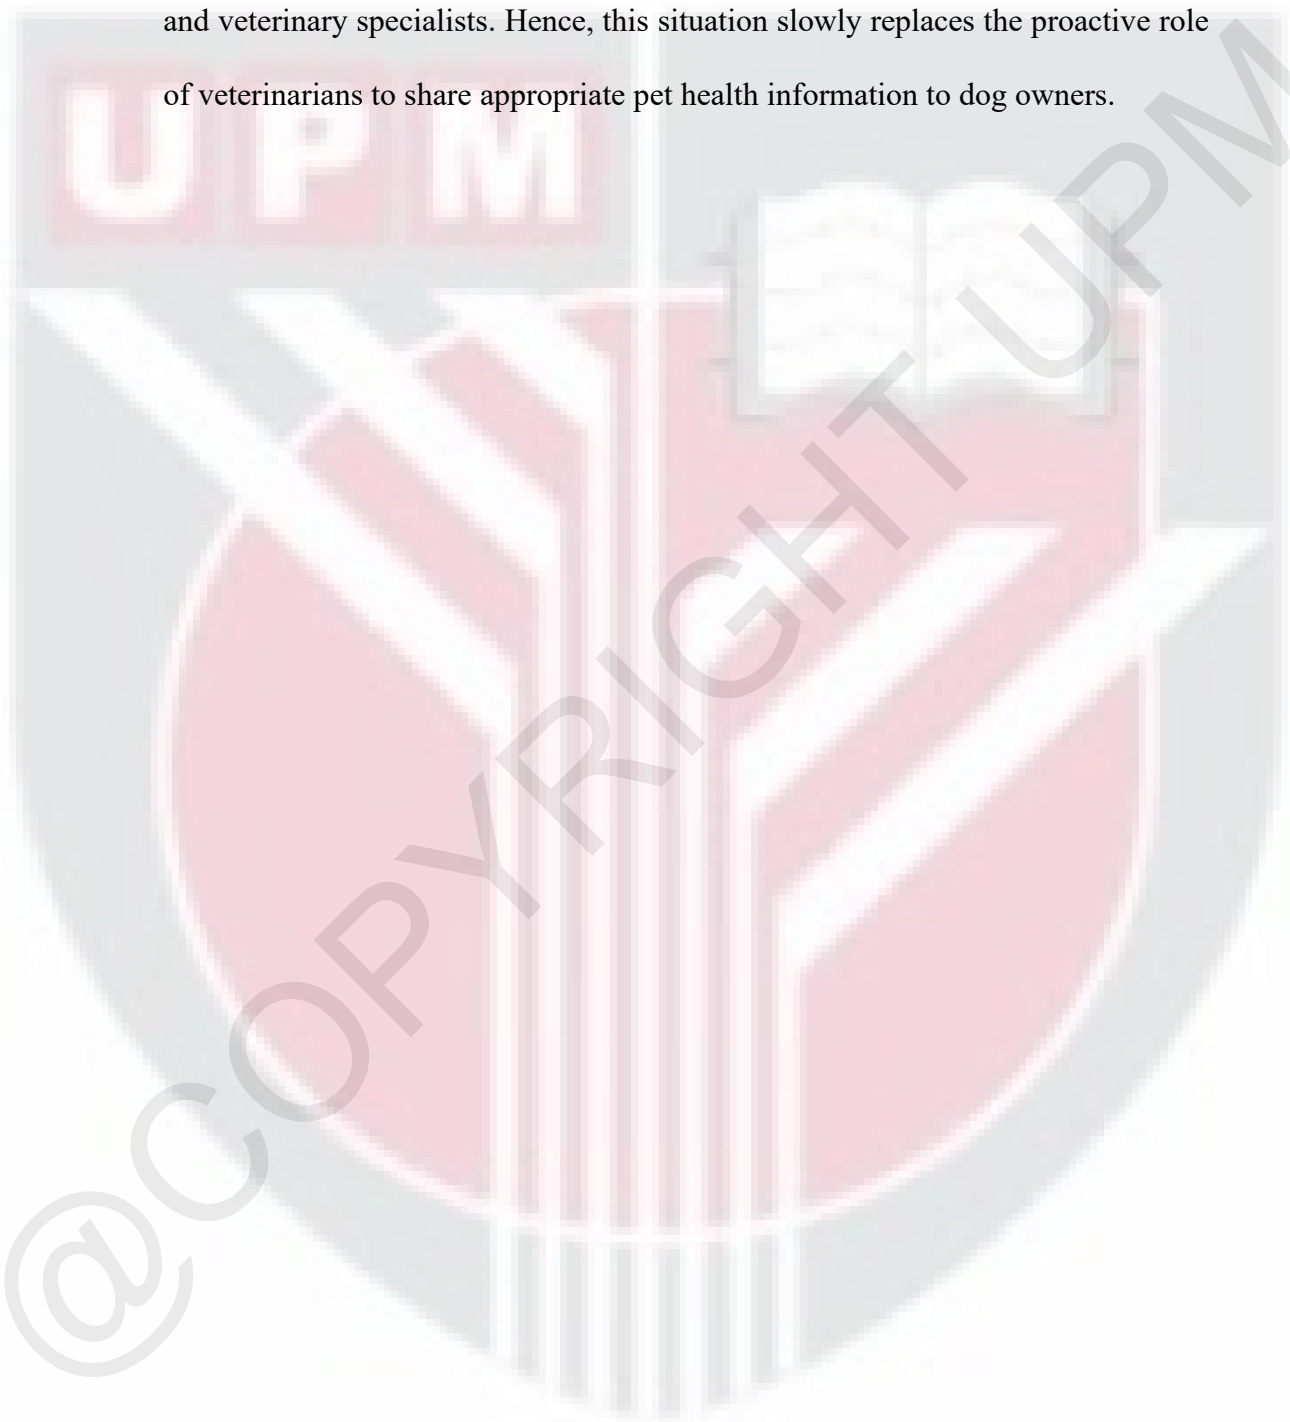 and veterinary specialists. Hence, this situation slowly replaces the proactive role
of veterinarians to share appropriate pet health information to dog owners.
UPM
@COPYRIGHT UPM